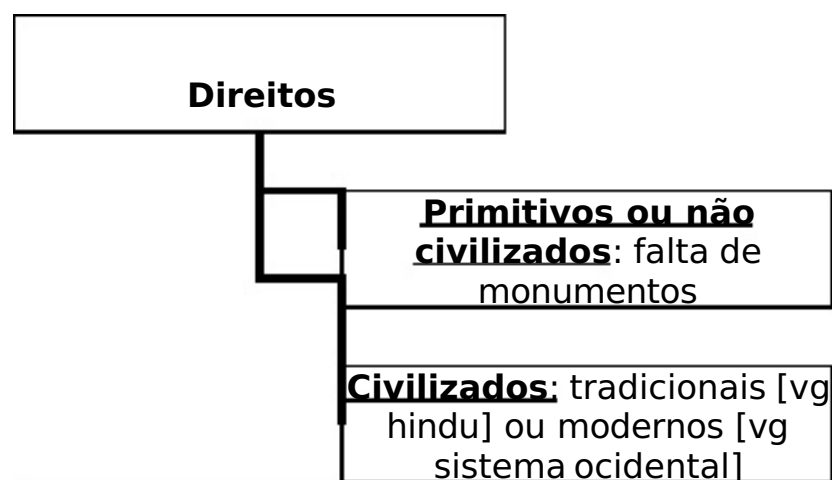 Direitos
Primitivos ou não
civilizados: falta de
monumentos
Civilizados: tradicionais [vg
hindu] ou modernos [vg
sistema ocidental]